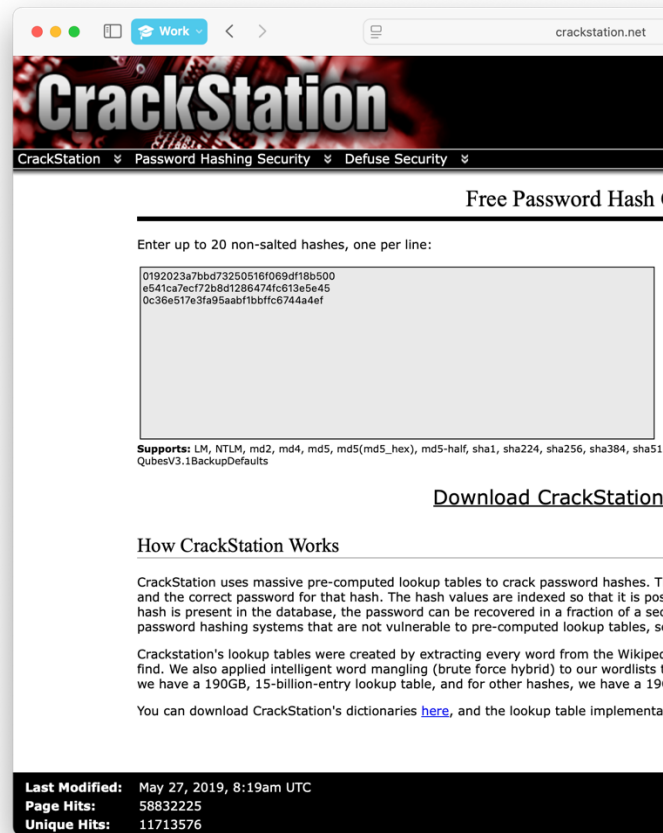 Work
crackstation.net
CrackStation
CrackStation Password Hashing Security Defuse Security
Free Password Hash
Enter up to 20 non-salted hashes, one per line:
0192023a7bbd73250516f069df18b500
e541ca7ecf72b8d1286474fc613e5e45
0c36e517e3fa95aabf1bbffc6744a4ef
Supports: LM, NTLM, md2, md4, md5, md5(md5_hex), md5-half, sha1, sha224, sha256, sha384, sha51
QubesV3.1BackupDefaults
Download CrackStation
How CrackStation Works
CrackStation uses massive pre-computed lookup tables to crack password hashes. T
and the correct password for that hash. The hash values are indexed so that it is pos
hash is present in the database, the password can be recovered in a fraction of a sec
password hashing systems that are not vulnerable to pre-computed lookup tables, s
Crackstation's lookup tables were created by extracting every word from the Wikiped
find. We also applied intelligent word mangling (brute force hybrid) to our wordlists t
we have a 190GB, 15-billion-entry lookup table, and for other hashes, we have a 19
You can download CrackStation's dictionaries here, and the lookup table implementa
Last Modified: May 27, 2019, 8:19am UTC
Page Hits: 58832225
Unique Hits: 11713576